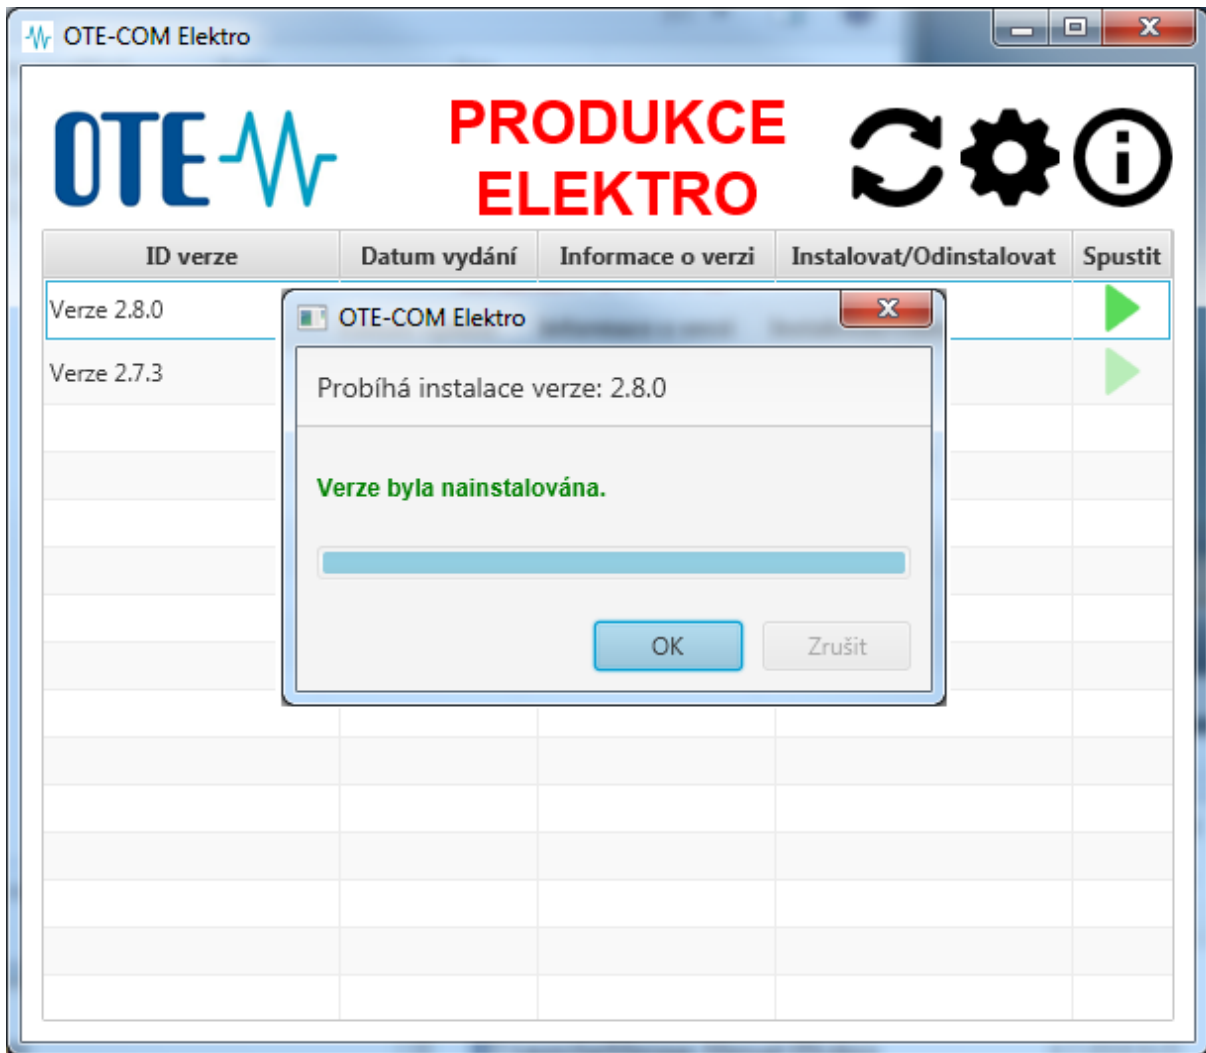 OTE-COM Elektro
OTE
PRODUKCE
ELEKTRO
ID verze
Datum vydání
Informace o verzi
Instalovat/Odinstalovat
Spustit
Verze 2.8.0
Verze 2.7.3
OTE-COM Elektro
Probíhá instalace verze: 2.8.0
Verze byla nainstalována.
OK
Zrušit